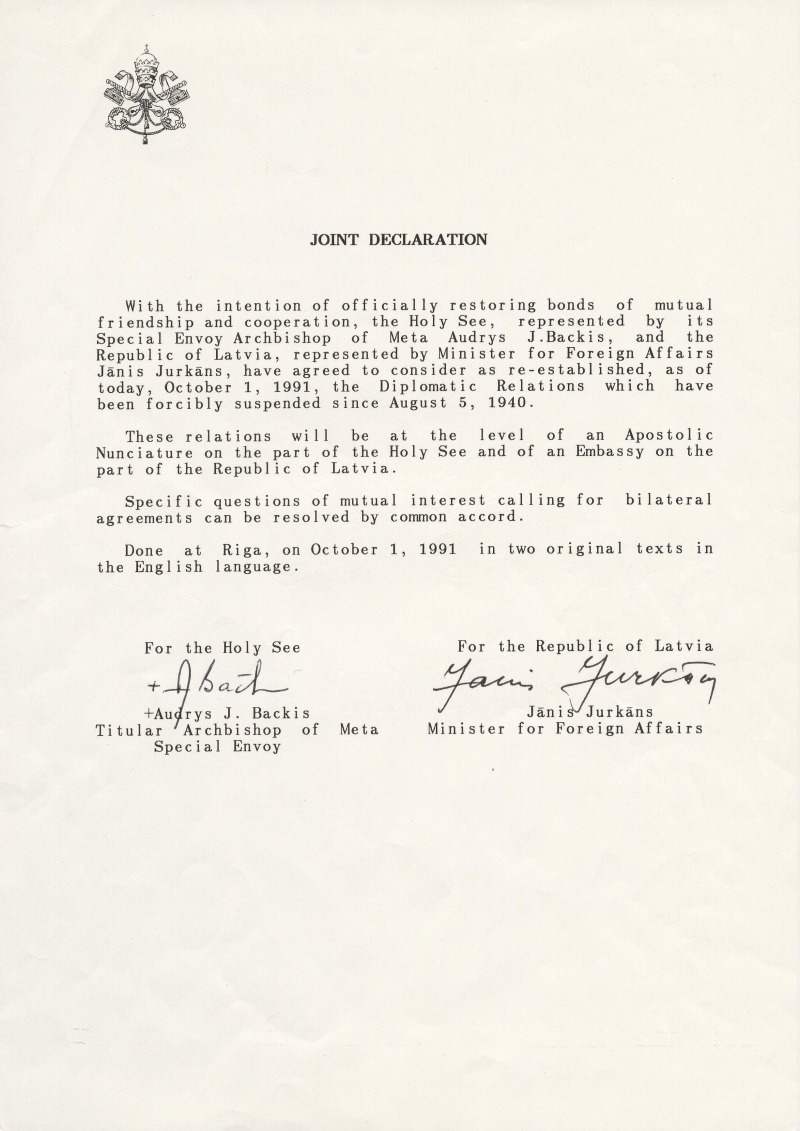 JOINT DECLARATION
With the intention of officially restoring bonds of mutual
friendship and cooperation, the Holy See, represented by its
Special Envoy Archbishop of Meta Audrys J.Backis, and the
Republic of Latvia, represented by Minister for Foreign Affairs
Jānis Jurkāns, have agreed to consider as re-established, as of
today, October 1, 1991, the Diplomatic Relations which have
been forcibly suspended since August 5, 1940.
These relations will be at the level of an Apostolic
Nunciature on the part of the Holy See and of an Embassy on the
part of the Republic of Latvia.
Specific questions of mutual interest calling for bilateral
agreements can be resolved by common accord.
Done at Riga, on October 1, 1991 in two original texts in
the English language.
For the Holy See
+ A Bach
+Audrys J. Backis
Titular Archbishop of Meta
Special Envoy
For the Republic of Latvia
Janis Jurkāns
Jānis Jurkāns
Minister for Foreign Affairs